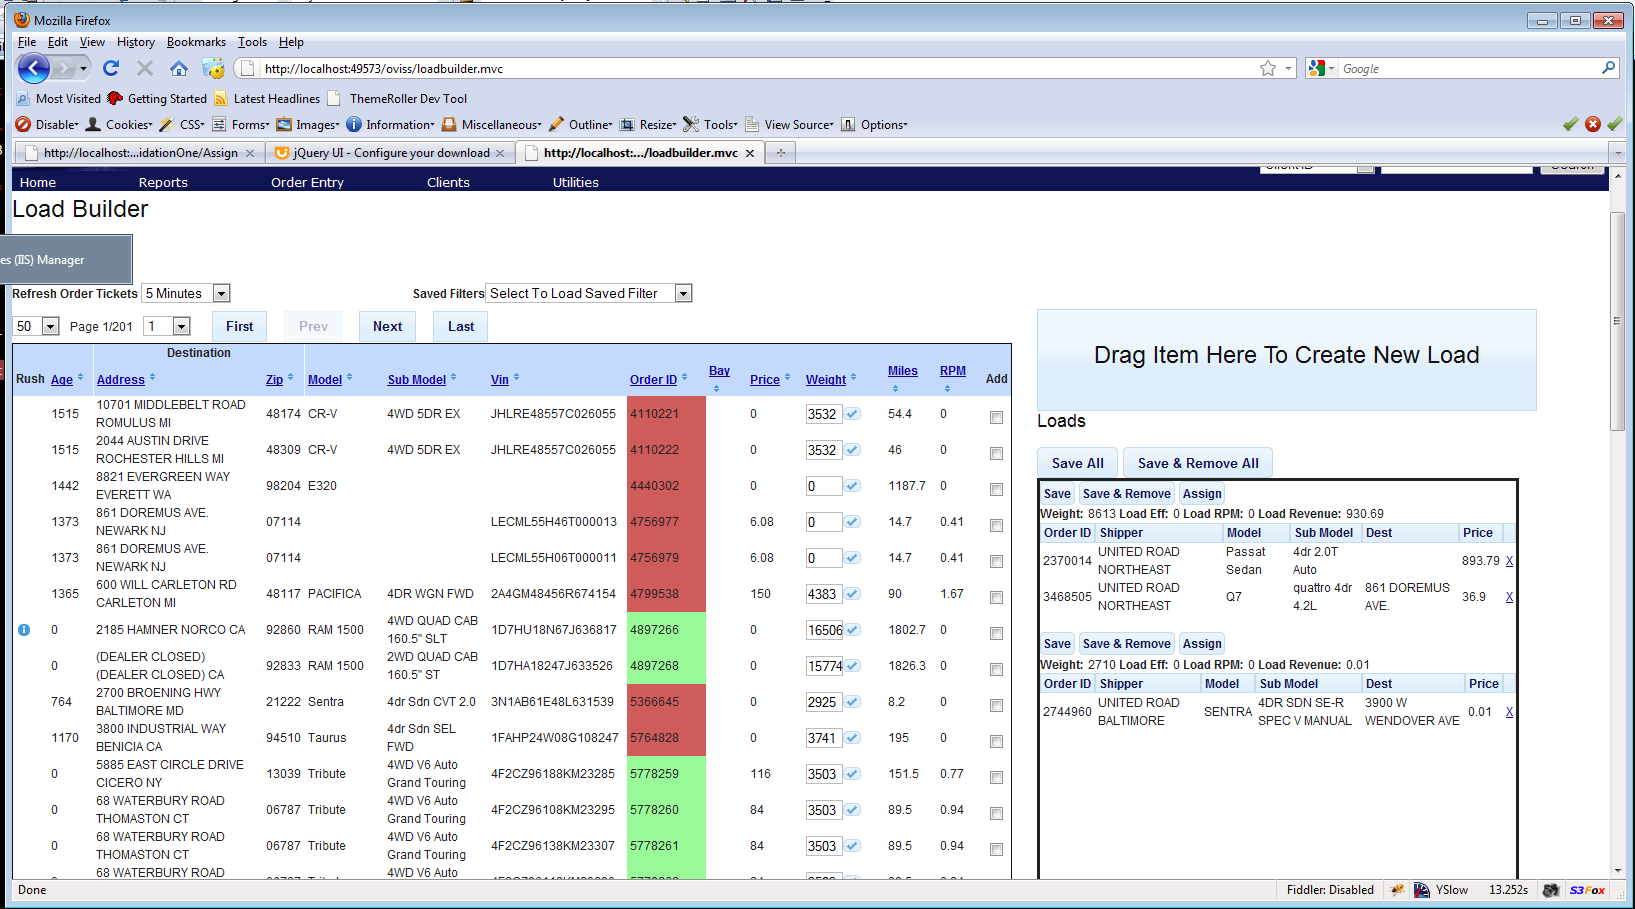 Mozilla Firefox
File Edit View History Bookmarks Tools Help
http://localhost:49573/oviss/loadbuilder.mvc
Google
Most Visited Getting Started Latest Headlines ThemeRoller Dev Tool
Disable Cookies CSS Forms Images Information Miscellaneous Outline Resize Tools View Source Options
http://localhost:...idationOne/Assign jQuery UI - Configure your download http://localhost:.../loadbuilder.mvc
Home Reports Order Entry Clients Utilities
Load Builder
es (IIS) Manager
Refresh Order Tickets 5 Minutes Saved Filters Select To Load Saved Filter
50 Page 1/201 1 First Prev Next Last
Destination
Rush Age Address Zip Model Sub Model Vin Order ID Bay Price Weight Miles RPM Add
1515 10701 MIDDLEBELT ROAD ROMULUS MI 48174 CR-V 4WD 5DR EX JHLRE48557C026055 4110221 0 3532 54.4 0
1515 2044 AUSTIN DRIVE ROCHESTER HILLS MI 48309 CR-V 4WD 5DR EX JHLRE48557C026055 4110222 0 3532 46 0
1442 8821 EVERGREEN WAY EVERETT WA 98204 E320 4440302 0 0 1187.7 0
1373 861 DOREMUS AVE. NEWARK NJ 07114 LECML55H46T000013 4756977 6.08 0 14.7 0.41
1373 861 DOREMUS AVE. NEWARK NJ 07114 LECML55H06T000011 4756979 6.08 0 14.7 0.41
1365 600 WILL CARLETON RD CARLETON MI 48117 PACIFICA 4DR WGN FWD 2A4GM48456R674154 4799538 150 4383 90 1.67
0 2185 HAMNER NORCO CA 92860 RAM 1500 4WD QUAD CAB 160.5" SLT 1D7HU18N67J636817 4897266 0 16506 1802.7 0
0 (DEALER CLOSED) (DEALER CLOSED) CA 92833 RAM 1500 2WD QUAD CAB 160.5" ST 1D7HA18247J633526 4897268 0 15774 1826.3 0
764 2700 BROENING HWY BALTIMORE MD 21222 Sentra 4dr Sdn CVT 2.0 3N1AB61E48L631539 5366645 0 2925 8.2 0
1170 3800 INDUSTRIAL WAY BENICIA CA 94510 Taurus 4dr Sdn SEL FWD 1FAHP24W08G108247 5764828 0 3741 195 0
0 5885 EAST CIRCLE DRIVE CICERO NY 13039 Tribute 4WD V6 Auto Grand Touring 4F2CZ96188KM23285 5778259 116 3503 151.5 0.77
0 68 WATERBURY ROAD THOMASTON CT 06787 Tribute 4WD V6 Auto Grand Touring 4F2CZ96108KM23295 5778260 84 3503 89.5 0.94
0 68 WATERBURY ROAD THOMASTON CT 06787 Tribute 4WD V6 Auto Grand Touring 4F2CZ96138KM23307 5778261 84 3503 89.5 0.94
68 WATERBURY ROAD 4WD V6 Auto
Drag Item Here To Create New Load
Loads
Save All Save & Remove All
Save Save & Remove Assign
Weight: 8613 Load Eff: 0 Load RPM: 0 Load Revenue: 930.69
Order ID Shipper Model Sub Model Dest Price
2370014 UNITED ROAD NORTHEAST Passat Sedan 4dr 2.0T Auto 893.79 X
3468505 UNITED ROAD NORTHEAST Q7 quattro 4dr 4.2L 861 DOREMUS AVE. 36.9 X
Save Save & Remove Assign
Weight: 2710 Load Eff: 0 Load RPM: 0 Load Revenue: 0.01
Order ID Shipper Model Sub Model Dest Price
2744960 UNITED ROAD BALTIMORE SENTRA 4DR SDN SE-R SPEC V MANUAL 3900 W WENDOVER AVE 0.01 X
Done Fiddler: Disabled YSlow 13.252s S3Fox